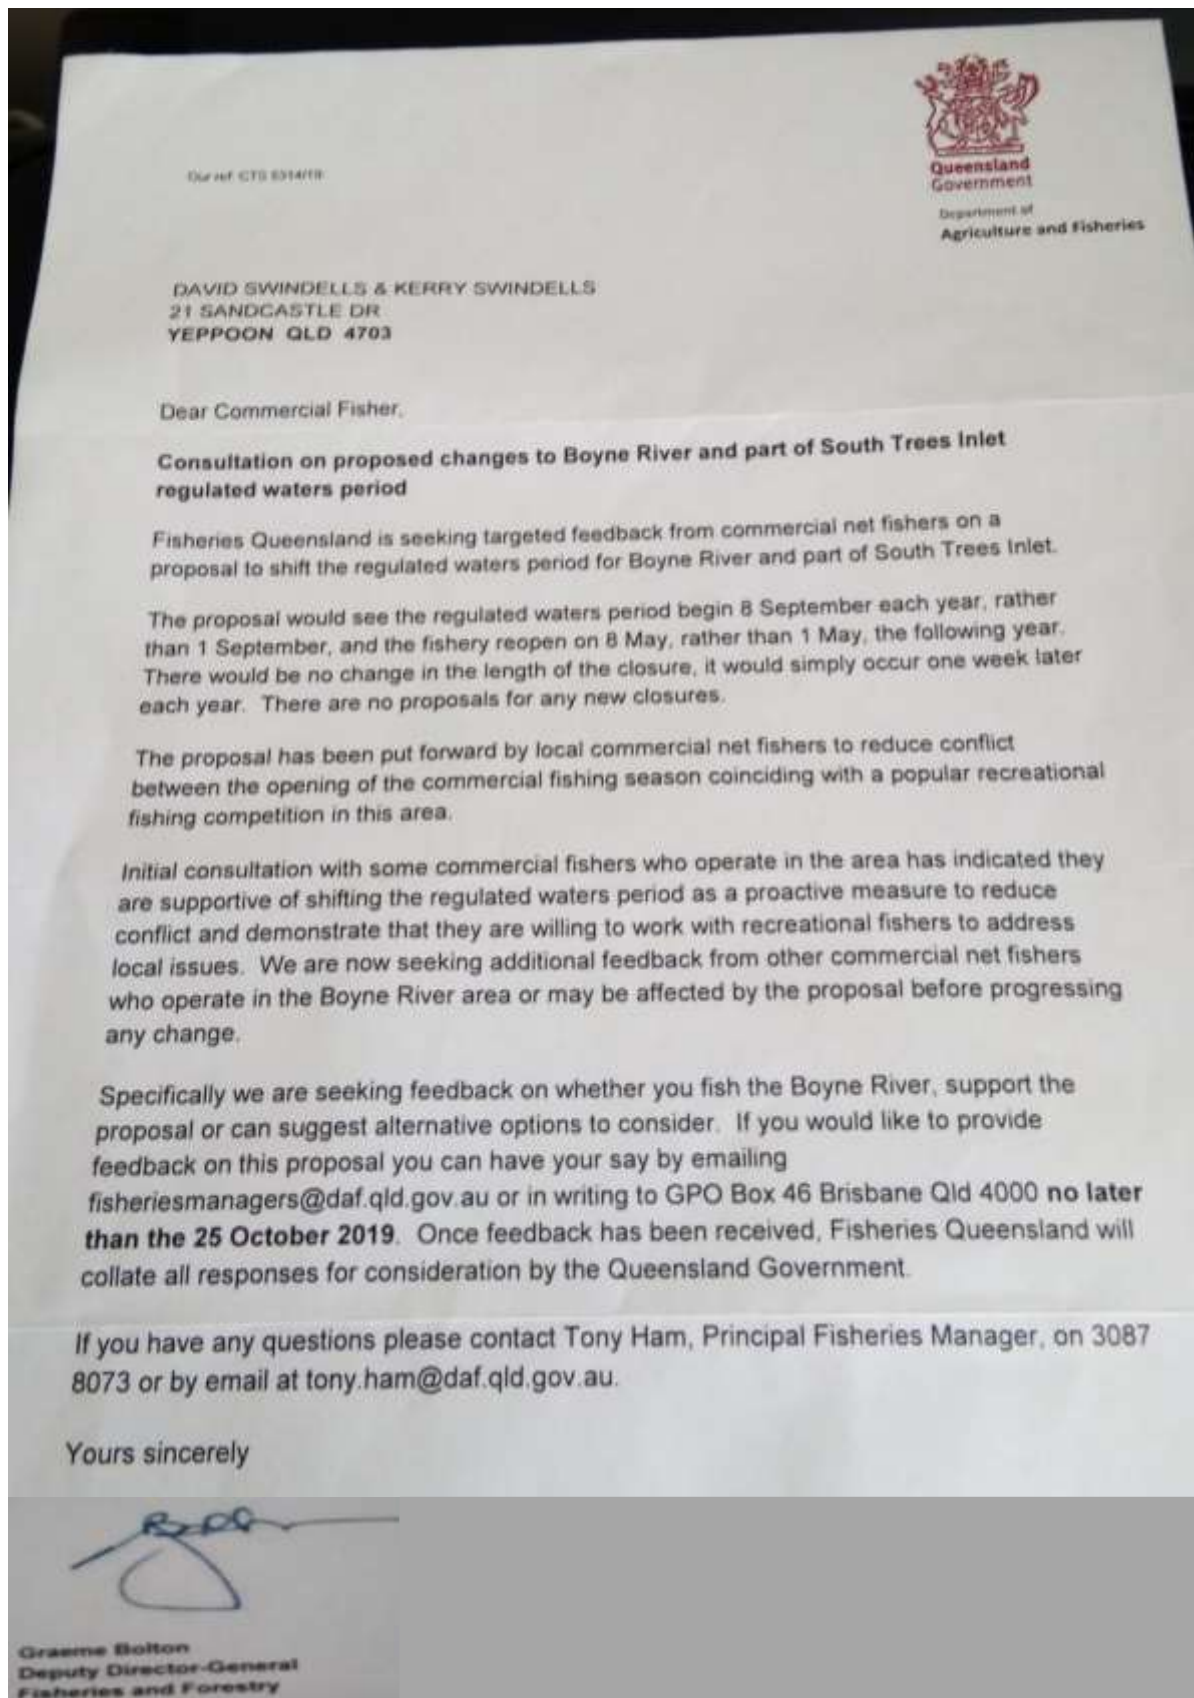 Queensland
Government
Department of
Agriculture and Fisheries
Our ref: CTS
DAVID SWINDELLS & KERRY SWINDELLS
21 SANDCASTLE DR
YEPPOON QLD 4703
Dear Commercial Fisher,
Consultation on proposed changes to Boyne River and part of South Trees Inlet
regulated waters period
Fisheries Queensland is seeking targeted feedback from commercial net fishers on a
proposal to shift the regulated waters period for Boyne River and part of South Trees Inlet.
The proposal would see the regulated waters period begin 8 September each year, rather
than 1 September, and the fishery reopen on 8 May, rather than 1 May, the following year.
There would be no change in the length of the closure, it would simply occur one week later
each year. There are no proposals for any new closures.
The proposal has been put forward by local commercial net fishers to reduce conflict
between the opening of the commercial fishing season coinciding with a popular recreational
fishing competition in this area.
Initial consultation with some commercial fishers who operate in the area has indicated they
are supportive of shifting the regulated waters period as a proactive measure to reduce
conflict and demonstrate that they are willing to work with recreational fishers to address
local issues. We are now seeking additional feedback from other commercial net fishers
who operate in the Boyne River area or may be affected by the proposal before progressing
any change.
Specifically we are seeking feedback on whether you fish the Boyne River, support the
proposal or can suggest alternative options to consider. If you would like to provide
feedback on this proposal you can have your say by emailing
fisheriesmanagers@daf.qld.gov.au or in writing to GPO Box 46 Brisbane Qld 4000 no later
than the 25 October 2019. Once feedback has been received, Fisheries Queensland will
collate all responses for consideration by the Queensland Government.
If you have any questions please contact Tony Ham, Principal Fisheries Manager, on 3087
8073 or by email at tony.ham@daf.qld.gov.au.
Yours sincerely
Graeme Bolton
Deputy Director-General
Fisheries and Forestry